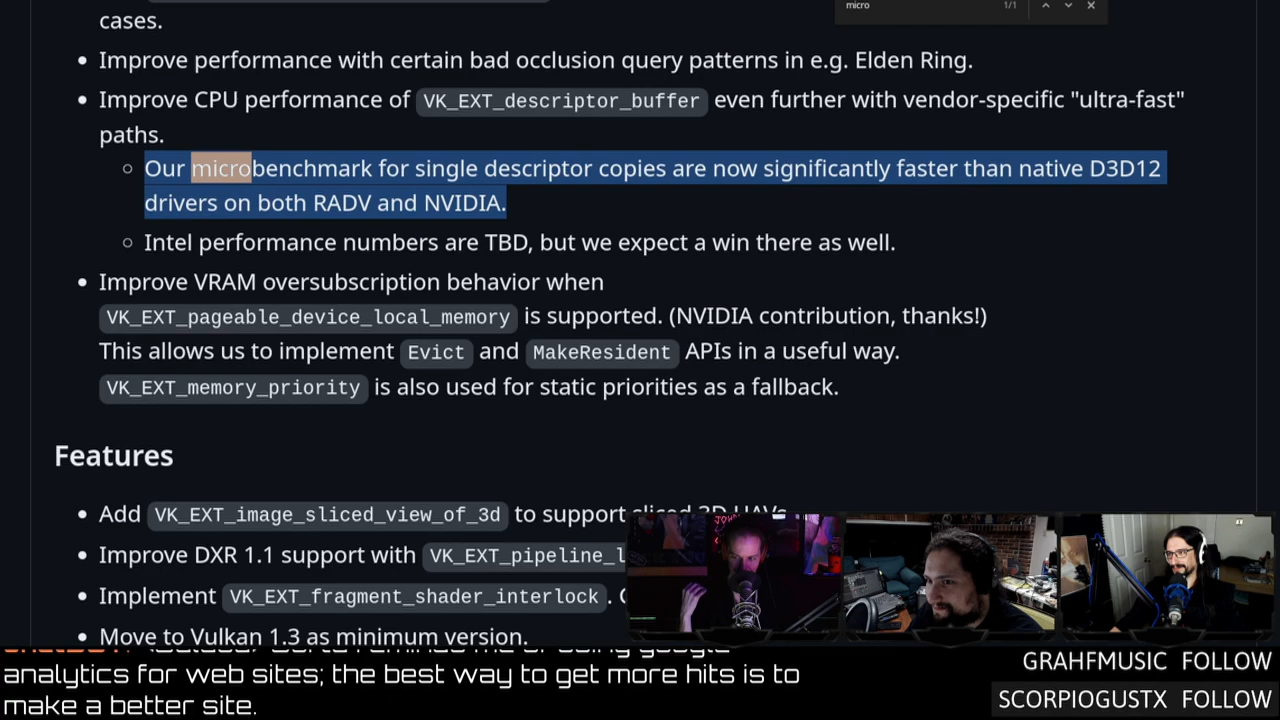 micro 1/1
cases.
Improve performance with certain bad occlusion query patterns in e.g. Elden Ring.
Improve CPU performance of VK_EXT_descriptor_buffer even further with vendor-specific "ultra-fast"
paths.
Our microbenchmark for single descriptor copies are now significantly faster than native D3D12
drivers on both RADV and NVIDIA.
Intel performance numbers are TBD, but we expect a win there as well.
Improve VRAM oversubscription behavior when
VK_EXT_pageable_device_local_memory is supported. (NVIDIA contribution, thanks!)
This allows us to implement Evict and MakeResident APIs in a useful way.
VK_EXT_memory_priority is also used for static priorities as a fallback.
Features
Add VK_EXT_image_sliced_view_of_3d to support sliced 3D UAVs
Improve DXR 1.1 support with VK_EXT_pipeline_l
Implement VK_EXT_fragment_shader_interlock.
Move to Vulkan 1.3 as minimum version.
analytics for web sites; the best way to get more hits is to
make a better site.
GRAHFMUSIC FOLLOW
SCORPIOGUSTX FOLLOW